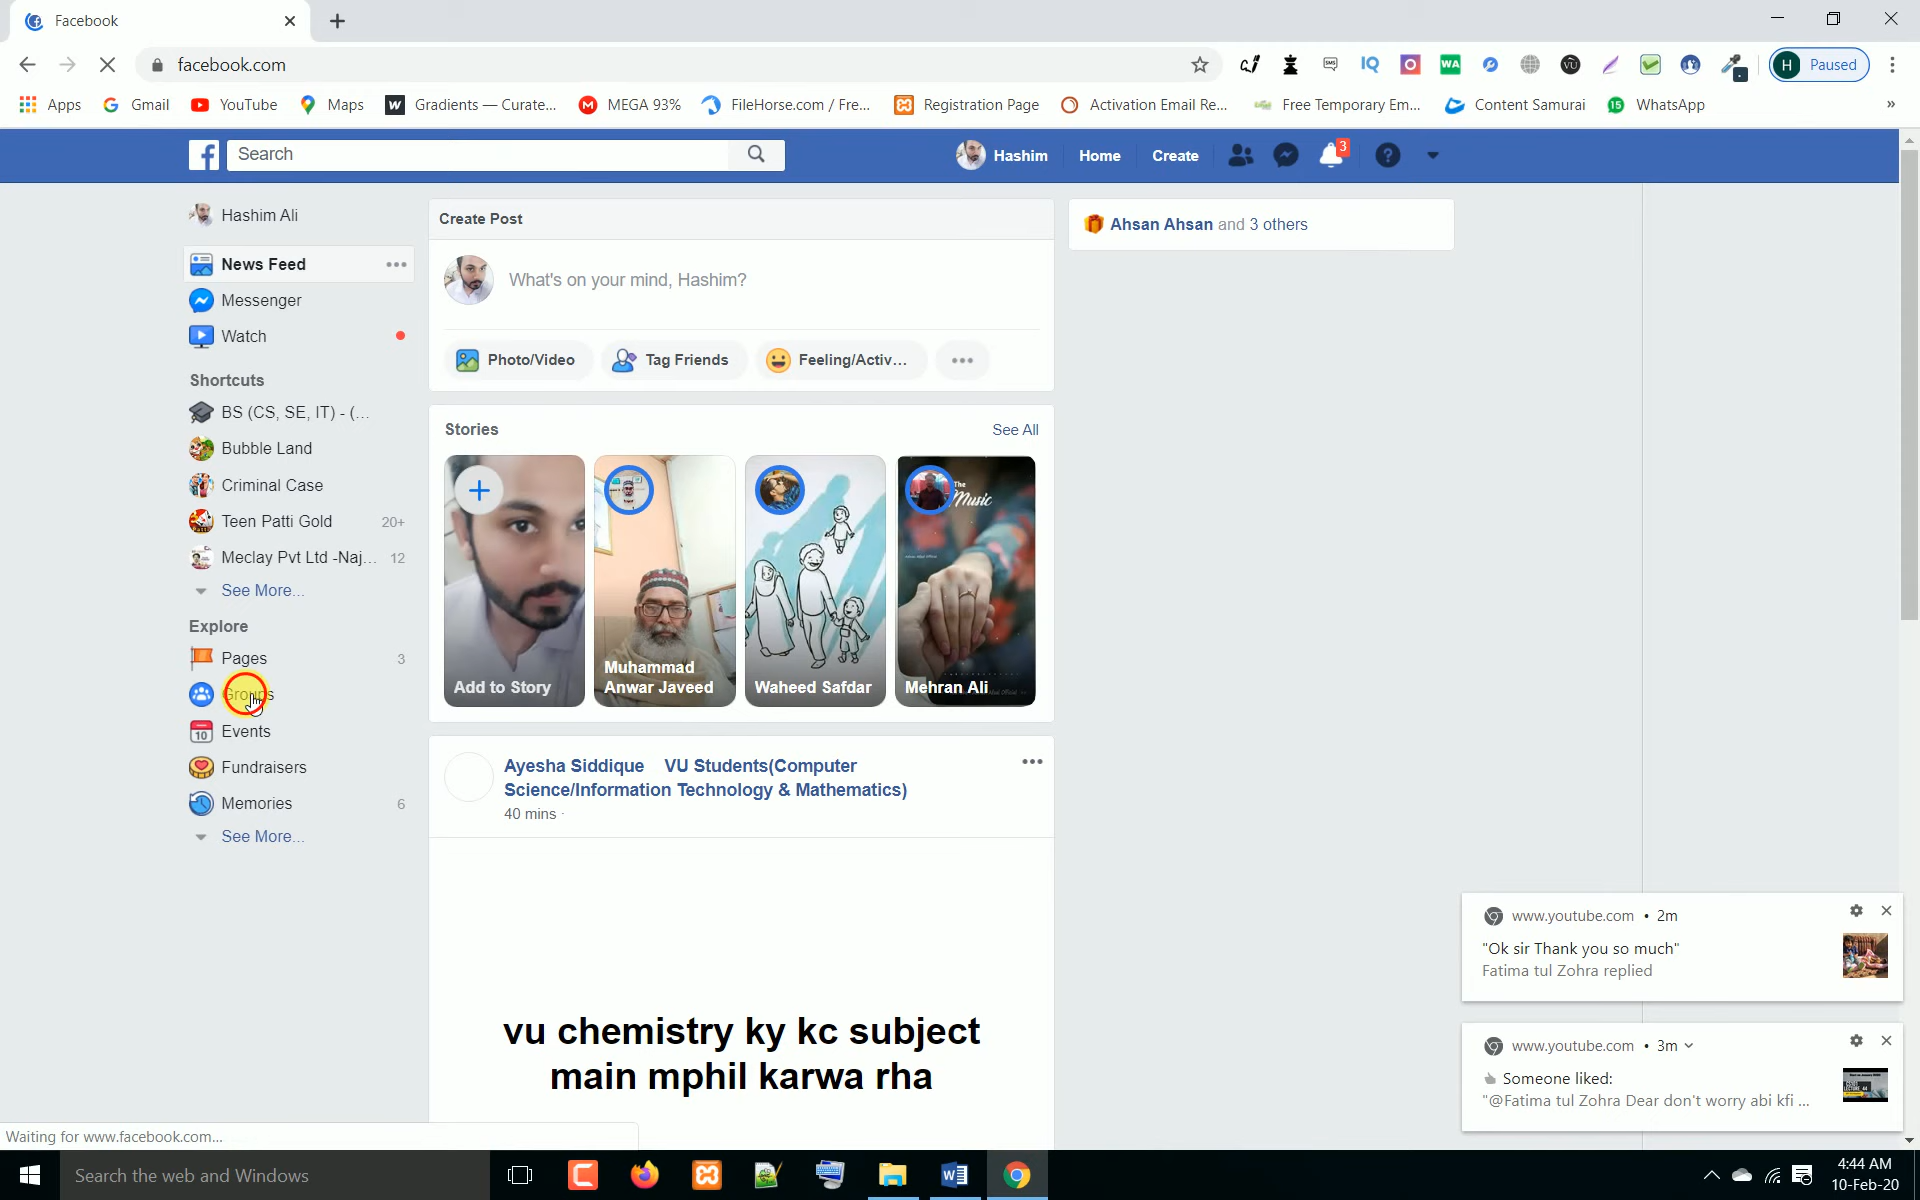 Facebook
facebook.com
Paused
Apps
Gmail
YouTube
Maps
Gradients — Curate...
MEGA 93%
FileHorse.com / Fre...
Registration Page
Activation Email Re...
Free Temporary Em...
Content Samurai
WhatsApp
Search
Hashim
Home
Create
3
Hashim Ali
News Feed
Messenger
Watch
Shortcuts
BS (CS, SE, IT) - (...
Bubble Land
Criminal Case
Teen Patti Gold 20+
Meclay Pvt Ltd -Naj... 12
See More...
Explore
Pages 3
Groups
Events
Fundraisers
Memories 6
See More...
Create Post
What's on your mind, Hashim?
Photo/Video
Tag Friends
Feeling/Activ...
Stories
See All
Add to Story
Muhammad
Anwar Javeed
Waheed Safdar
The
Music
Mehran Ali
Ayesha Siddique VU Students(Computer
Science/Information Technology & Mathematics)
40 mins ·
vu chemistry ky kc subject
main mphil karwa rha
Ahsan Ahsan and 3 others
www.youtube.com • 2m
"Ok sir Thank you so much"
Fatima tul Zohra replied
www.youtube.com • 3m
Someone liked:
"@Fatima tul Zohra Dear don't worry abi kfi ...
Waiting for www.facebook.com...
Search the web and Windows
4:44 AM
10-Feb-20